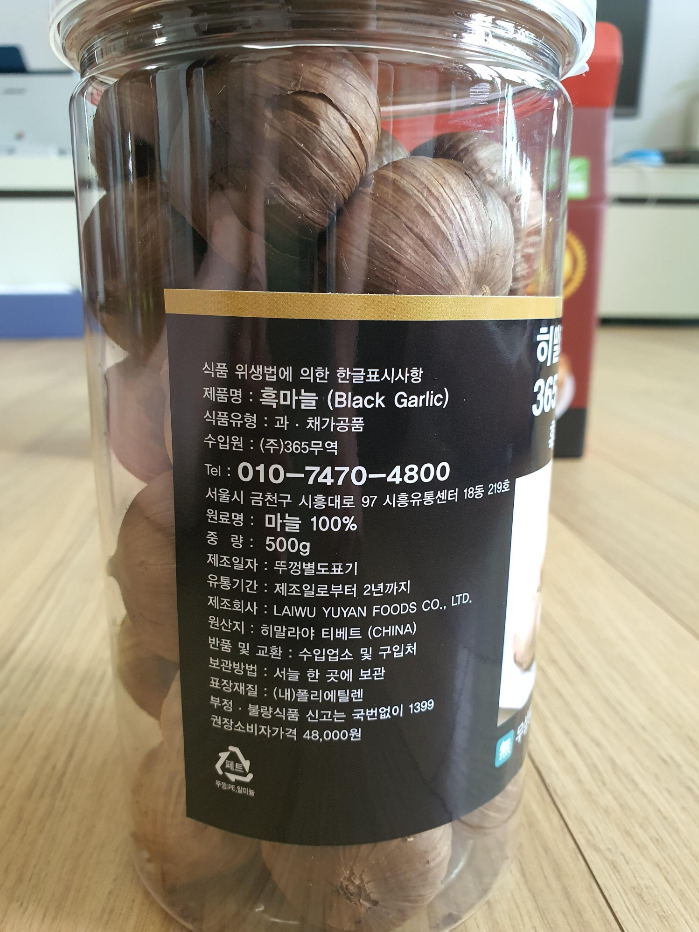 식품 위생법에 의한 한글표시사항
제품명 : 흑마늘 (Black Garlic)
식품유형 : 과 · 채가공품
수입원 : (주)365무역
Tel : 010-7470-4800
서울시 금천구 시흥대로 97 시흥유통센터 18동 219호
원료명 : 마늘 100%
중 량 : 500g
제조일자 : 뚜껑별도표기
유통기간 : 제조일로부터 2년까지
제조회사 : LAIWU YUYAN FOODS CO., LTD.
원산지 : 히말라야 티베트 (CHINA)
반품 및 교환 : 수입업소 및 구입처
보관방법 : 서늘 한 곳에 보관
표장재질 : (내)폴리에틸렌
부정 · 불량식품 신고는 국번없이 1399
권장소비자가격 48,000원
페트
뚜껑:PE,알미늄
365